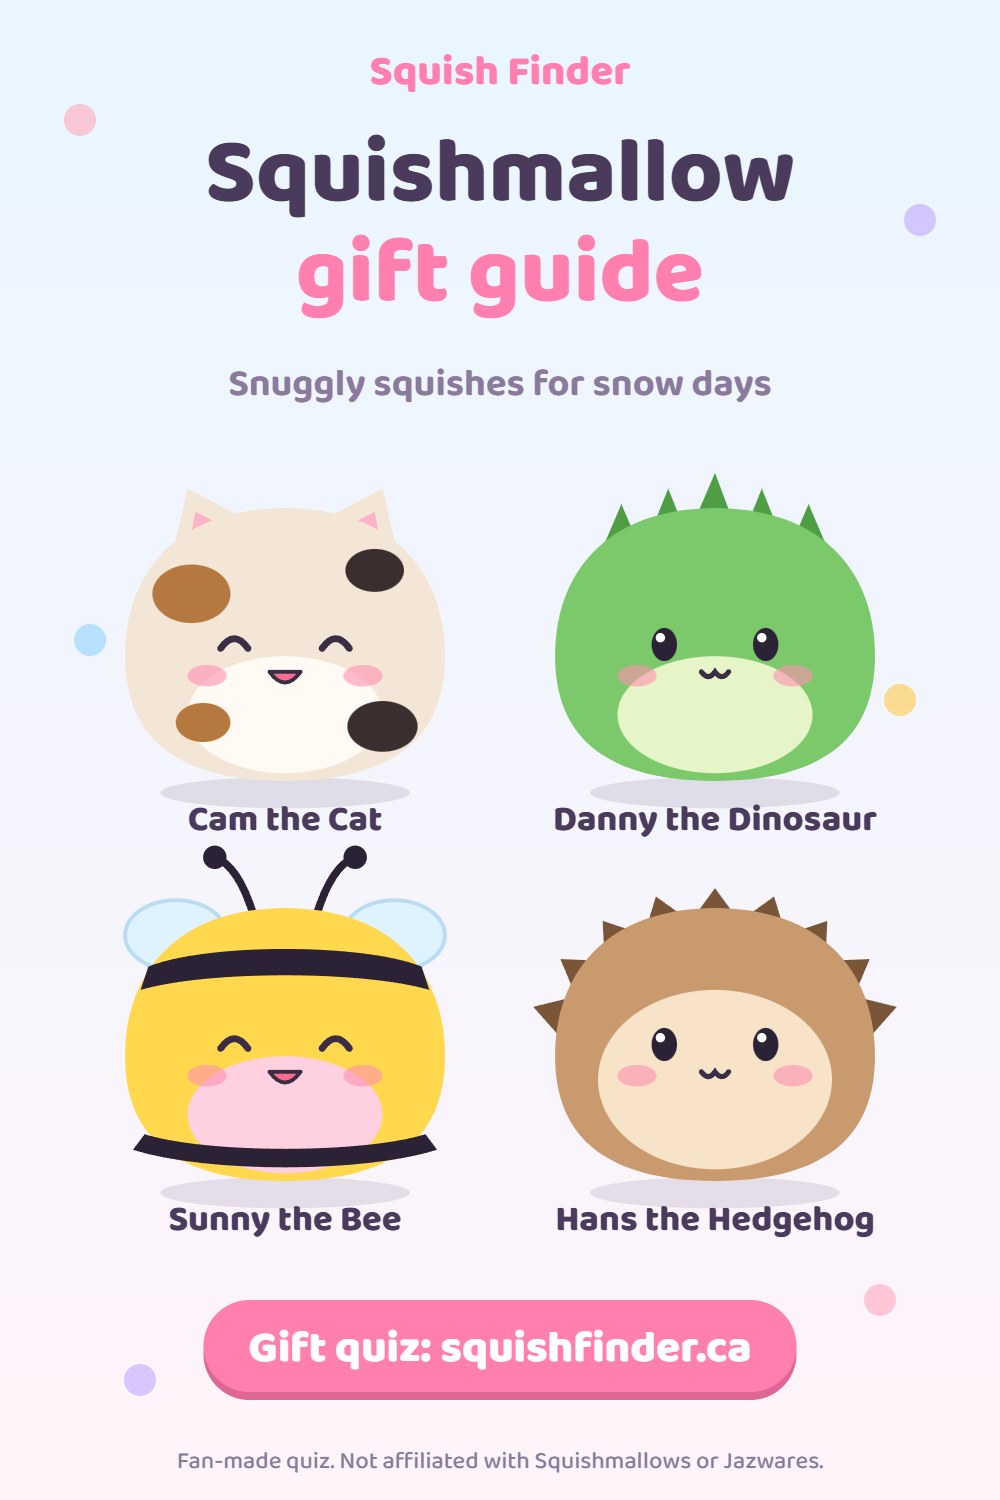 Squish Finder
Squishmallow
gift guide
Snuggly squishes for snow days
Cam the Cat
Danny the Dinosaur
Sunny the Bee
Hans the Hedgehog
Gift quiz: squishfinder.ca
Fan-made quiz. Not affiliated with Squishmallows or Jazwares.